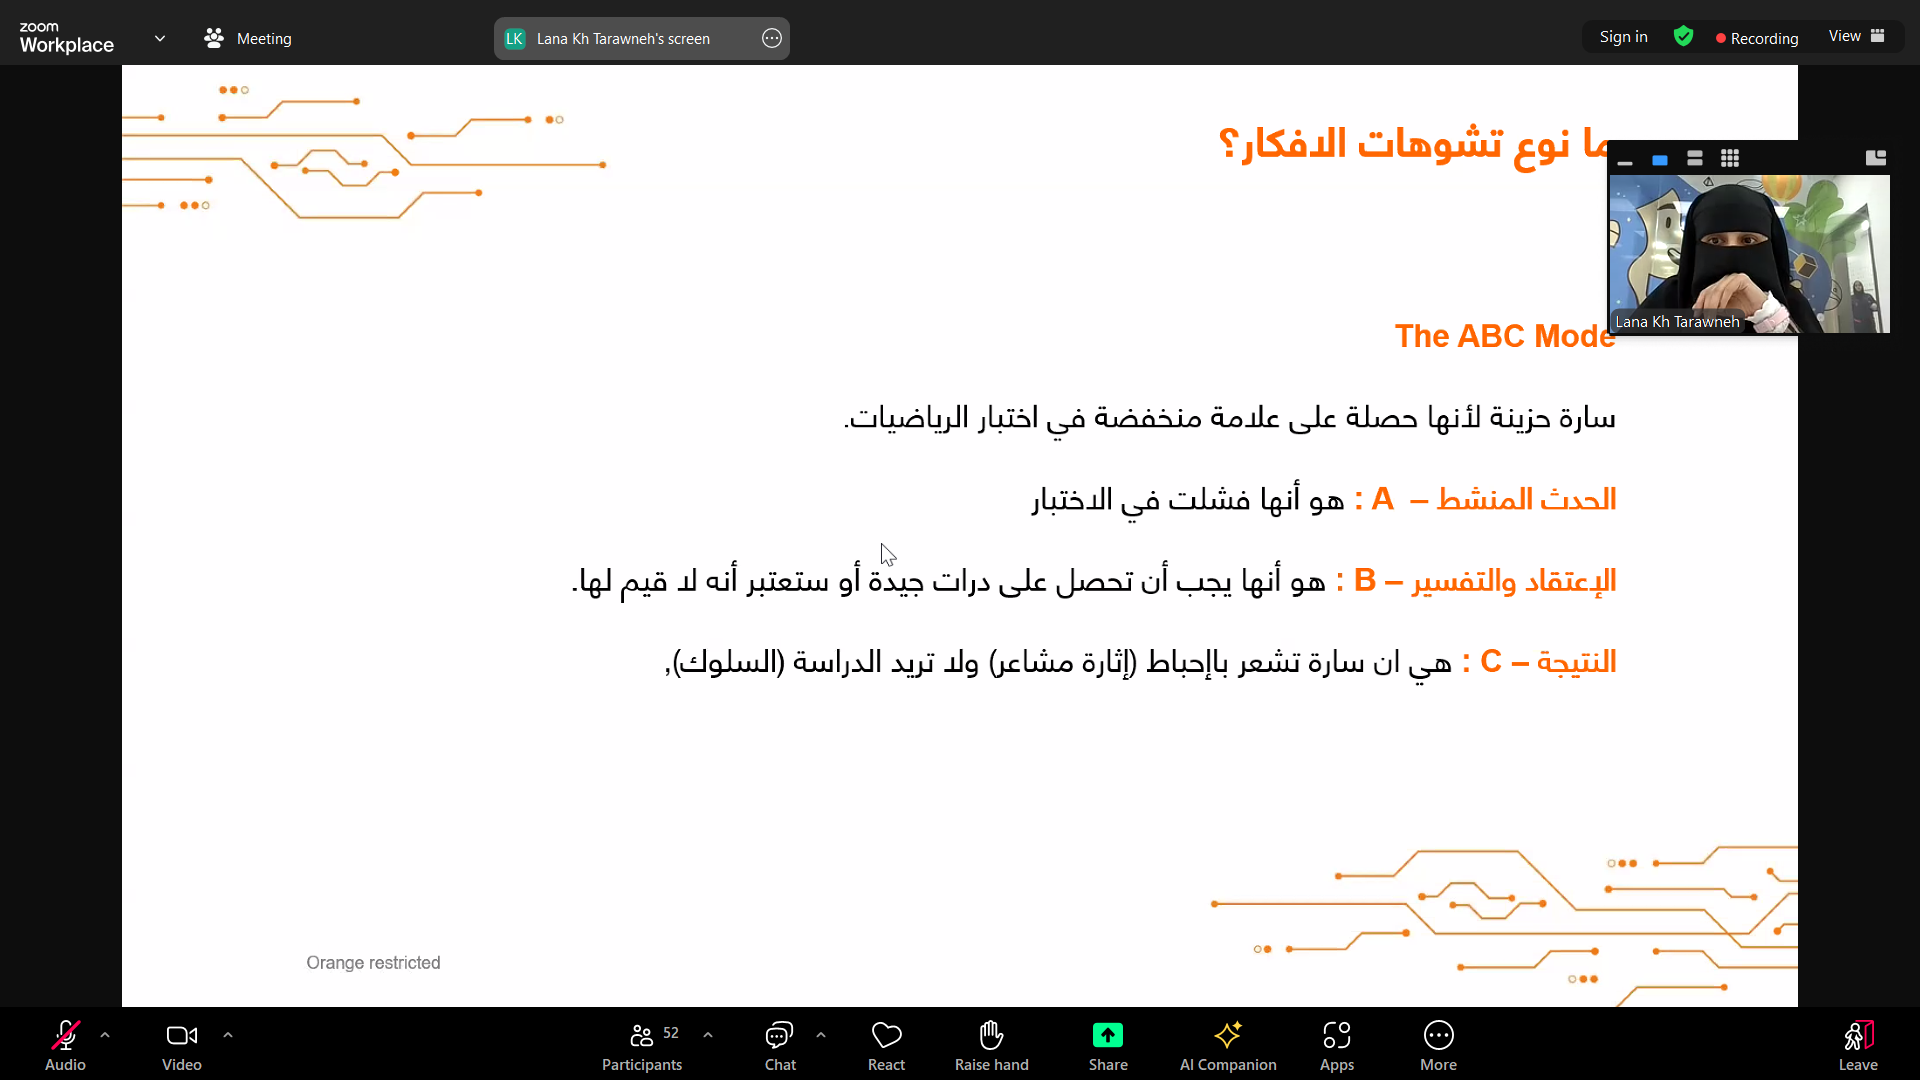 zoom
Workplace
Meeting
LK Lana Kh Tarawneh's screen
Sign in
Recording
View
ما نوع تشوهات الافكار؟
Lana Kh Tarawneh
The ABC Mode
سارة حزينة لأنها حصلة على علامة منخفضة في اختبار الرياضيات.
الحدث المنشط – A : هو أنها فشلت في الاختبار
الإعتقاد والتفسير – B : هو أنها يجب أن تحصل على درات جيدة أو ستعتبر أنه لا قيم لها.
النتيجة – C : هي ان سارة تشعر باإحباط (إثارة مشاعر) ولا تريد الدراسة (السلوك),
Orange restricted
Audio
Video
Participants 52
Chat
React
Raise hand
Share
AI Companion
Apps
More
Leave